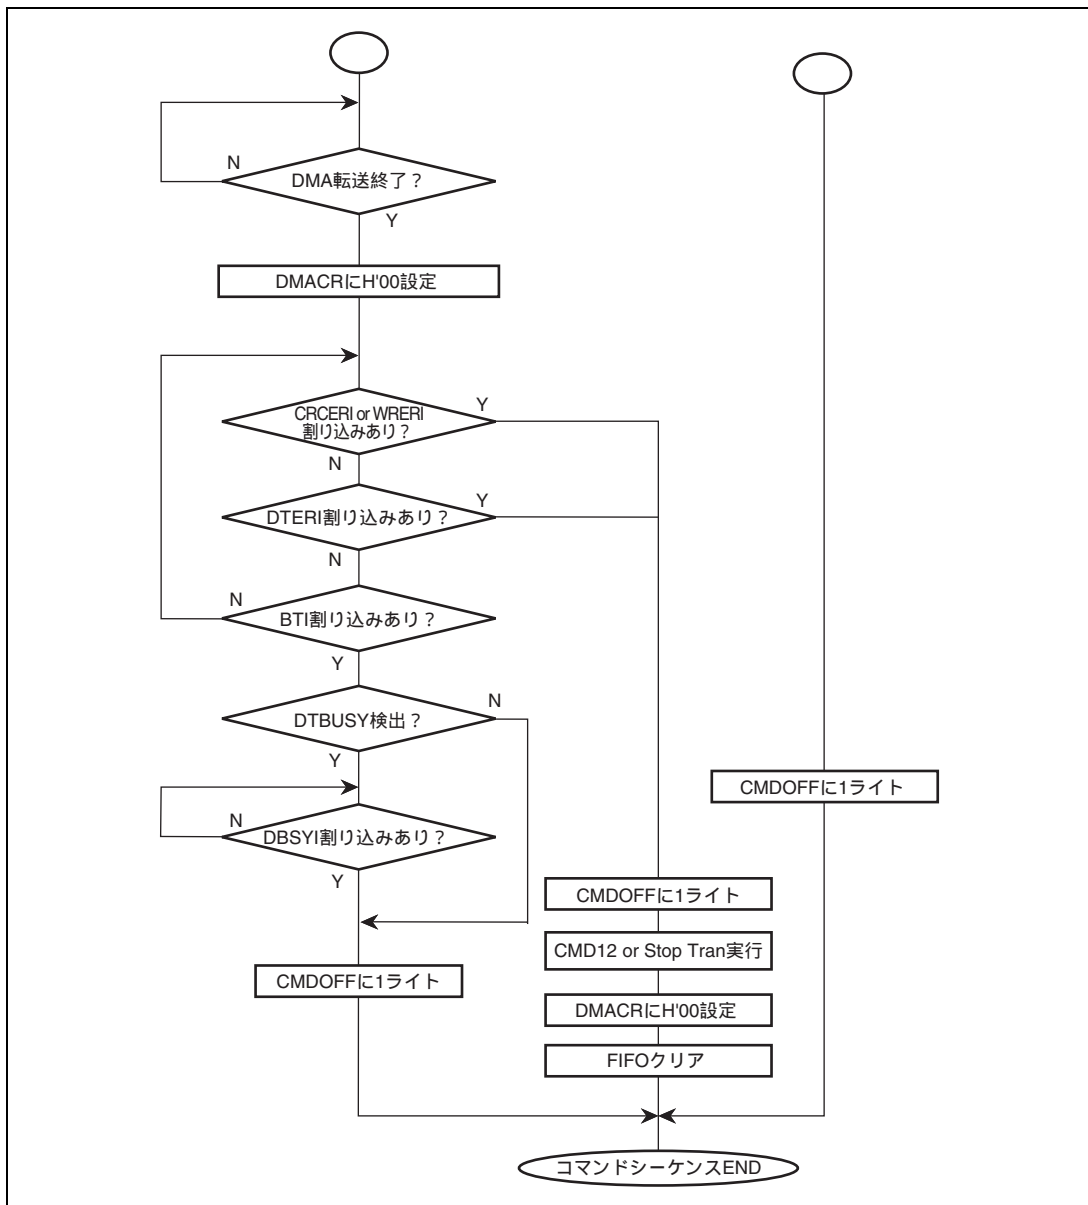 N
DMA転送終了?
Y
DMACRにH'00設定
CRCERI or WRERI
割り込みあり?
Y
N
DTERI割り込みあり?
Y
N
BTI割り込みあり?
N
Y
DTBUSY検出?
N
Y
DBSYI割り込みあり?
N
Y
CMDOFFに1ライト
CMDOFFに1ライト
CMD12 or Stop Tran実行
DMACRにH'00設定
FIFOクリア
CMDOFFに1ライト
コマンドシーケンスEND